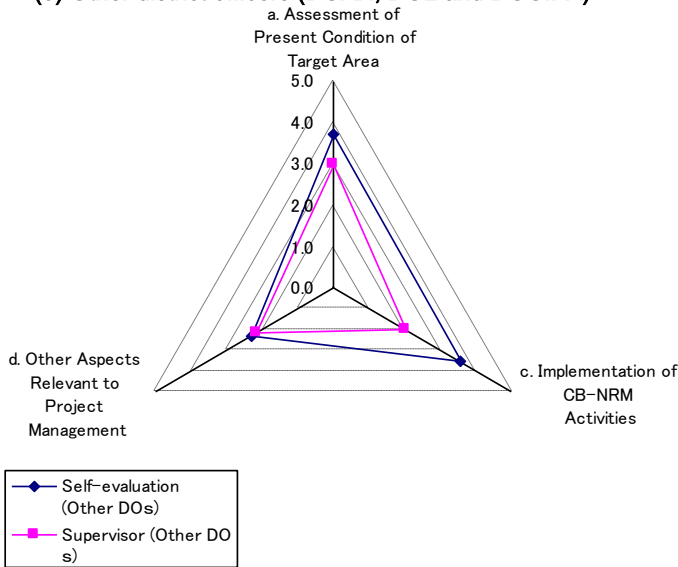 a. Assessment of
Present Condition of
Target Area
5.0
4.0
3.0
2.0
1.0
0.0
d. Other Aspects
Relevant to
Project
Management
c. Implementation of
CB-NRM
Activities
Self-evaluation
(Other DOs)
Supervisor (Other DO
s)